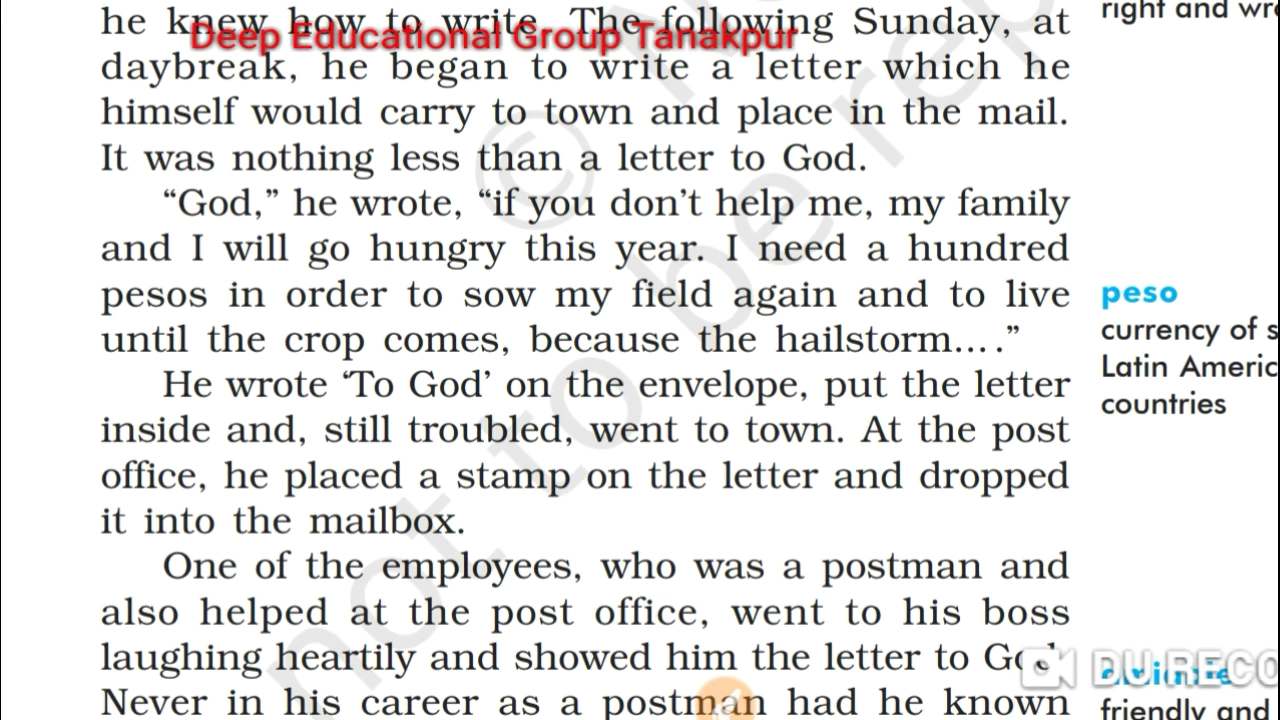 he knew how to write. The following Sunday, at
Deep Educational Group Tanakpur
daybreak, he began to write a letter which he
himself would carry to town and place in the mail.
It was nothing less than a letter to God.
“God,” he wrote, “if you don’t help me, my family
and I will go hungry this year. I need a hundred
pesos in order to sow my field again and to live
until the crop comes, because the hailstorm....”
He wrote ‘To God’ on the envelope, put the letter
inside and, still troubled, went to town. At the post
office, he placed a stamp on the letter and dropped
it into the mailbox.
One of the employees, who was a postman and
also helped at the post office, went to his boss
laughing heartily and showed him the letter to God.
Never in his career as a postman had he known
right and
peso
currency of
Latin
countries
DU RECO
friendly and
© 
not to be